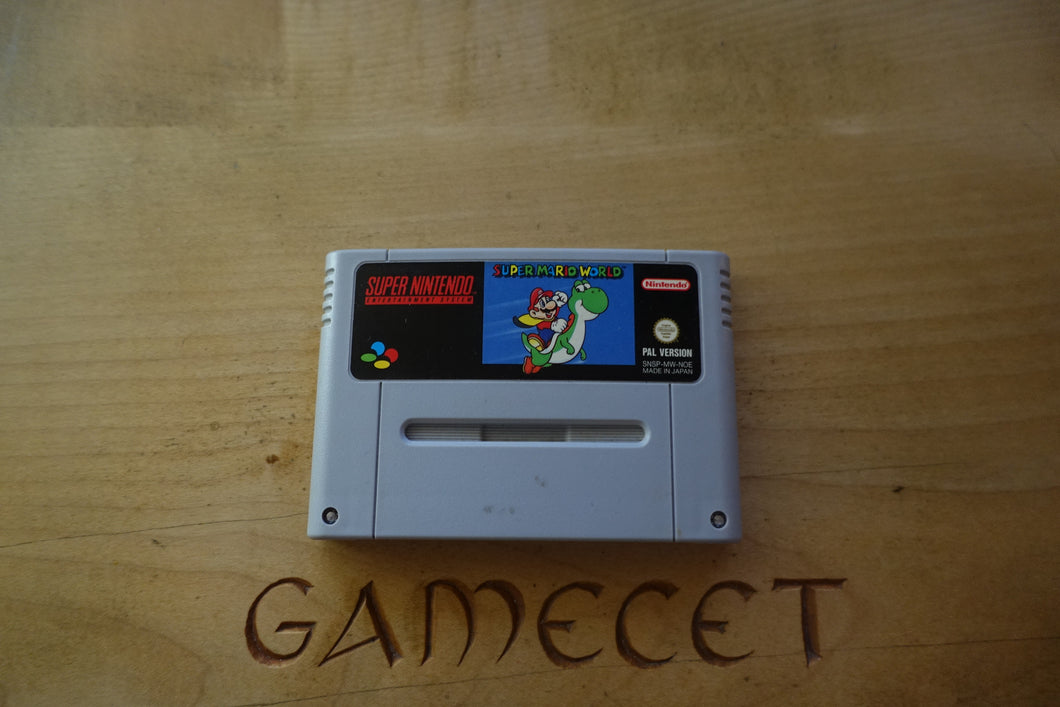 SUPER MARIO WORLD
SUPER NINTENDO
ENTERTAINMENT SYSTEM
Nintendo
PAL VERSION
SNSP-MW-NOE
MADE IN JAPAN
GAMECET